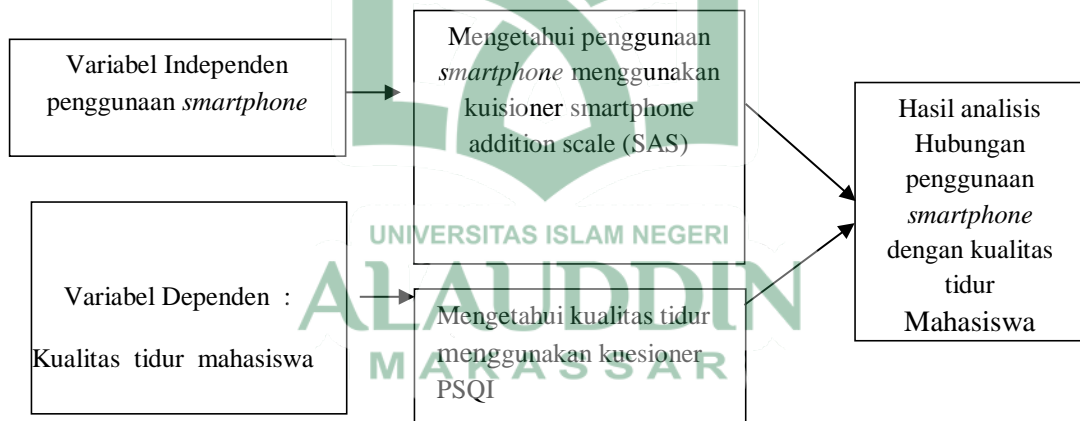 Variabel Independen
penggunaan smartphone
Mengetahui penggunaan
smartphone menggunakan
kuisioner smartphone
addition scale (SAS)
Hasil analisis
Hubungan
penggunaan
smartphone
dengan kualitas
tidur
Mahasiswa
Variabel Dependen :
Kualitas tidur mahasiswa
Mengetahui kualitas tidur
menggunakan kuesioner
PSQI
UNIVERSITAS ISLAM NEGERI
ALAUDDIN
MAKASSAR